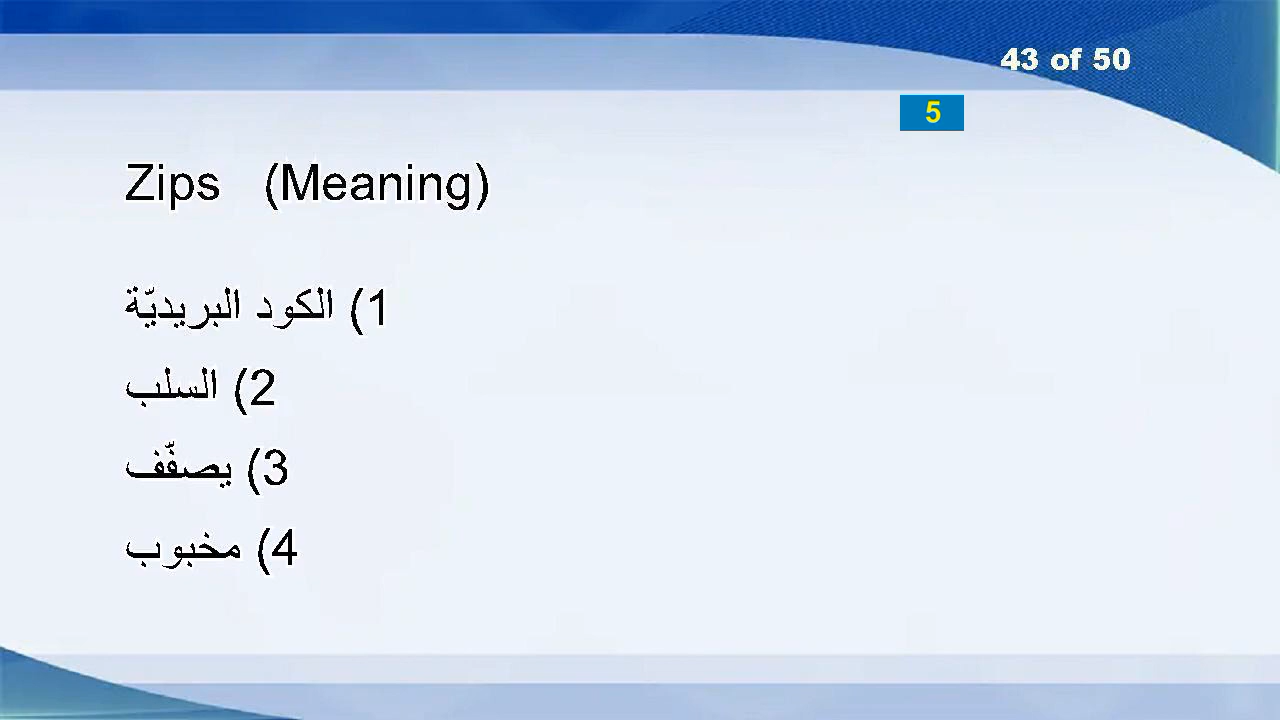 43 of 50
5
Zips (Meaning)
1) الكود البريديّة
2) السلب
3) يصفّف
4) مخبوب